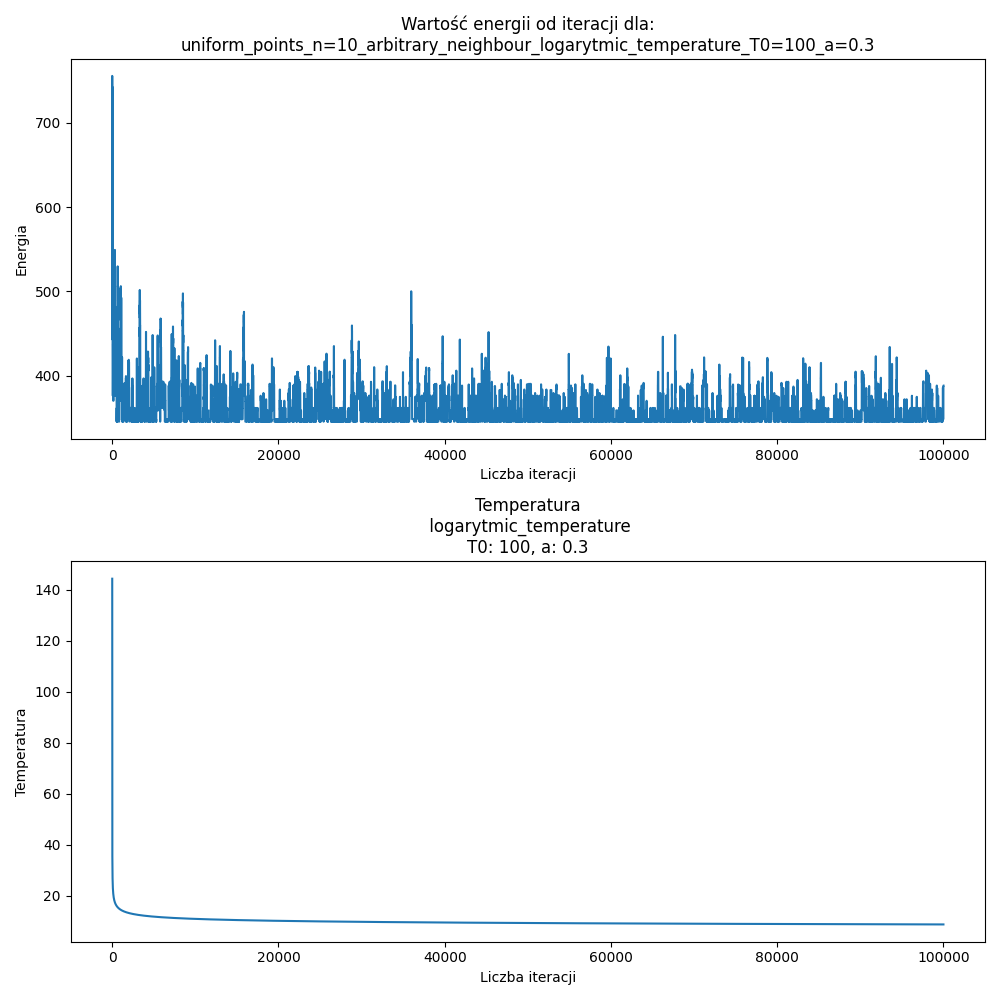 Wartość energii od iteracji dla:
uniform_points_n=10_arbitrary_neighbour_logarytmic_temperature_T0=100_a=0.3
700
600
500
400
Energia
0 20000 40000 60000 80000 100000
Liczba iteracji
Temperatura
logarytmic_temperature
T0: 100, a: 0.3
140
120
100
80
60
40
20
Temperatura
0 20000 40000 60000 80000 100000
Liczba iteracji